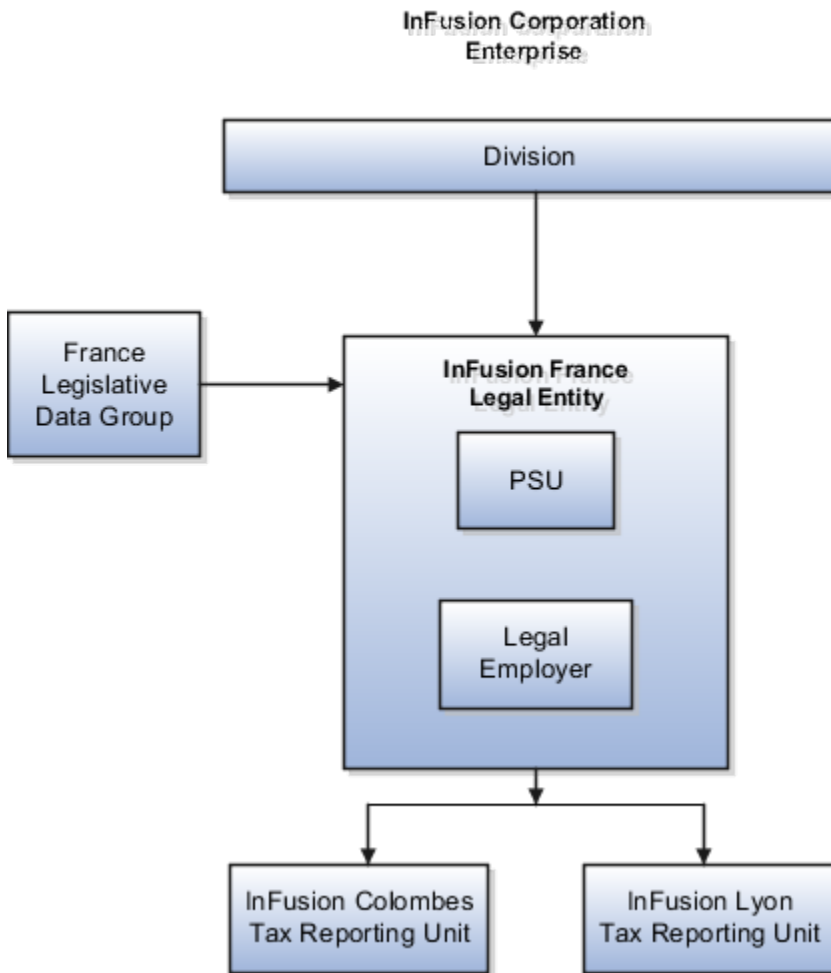 InFusion Corporation
Enterprise
Division
France
Legislative
Data Group
InFusion France
Legal Entity
PSU
Legal
Employer
InFusion Colombes
Tax Reporting Unit
InFusion Lyon
Tax Reporting Unit